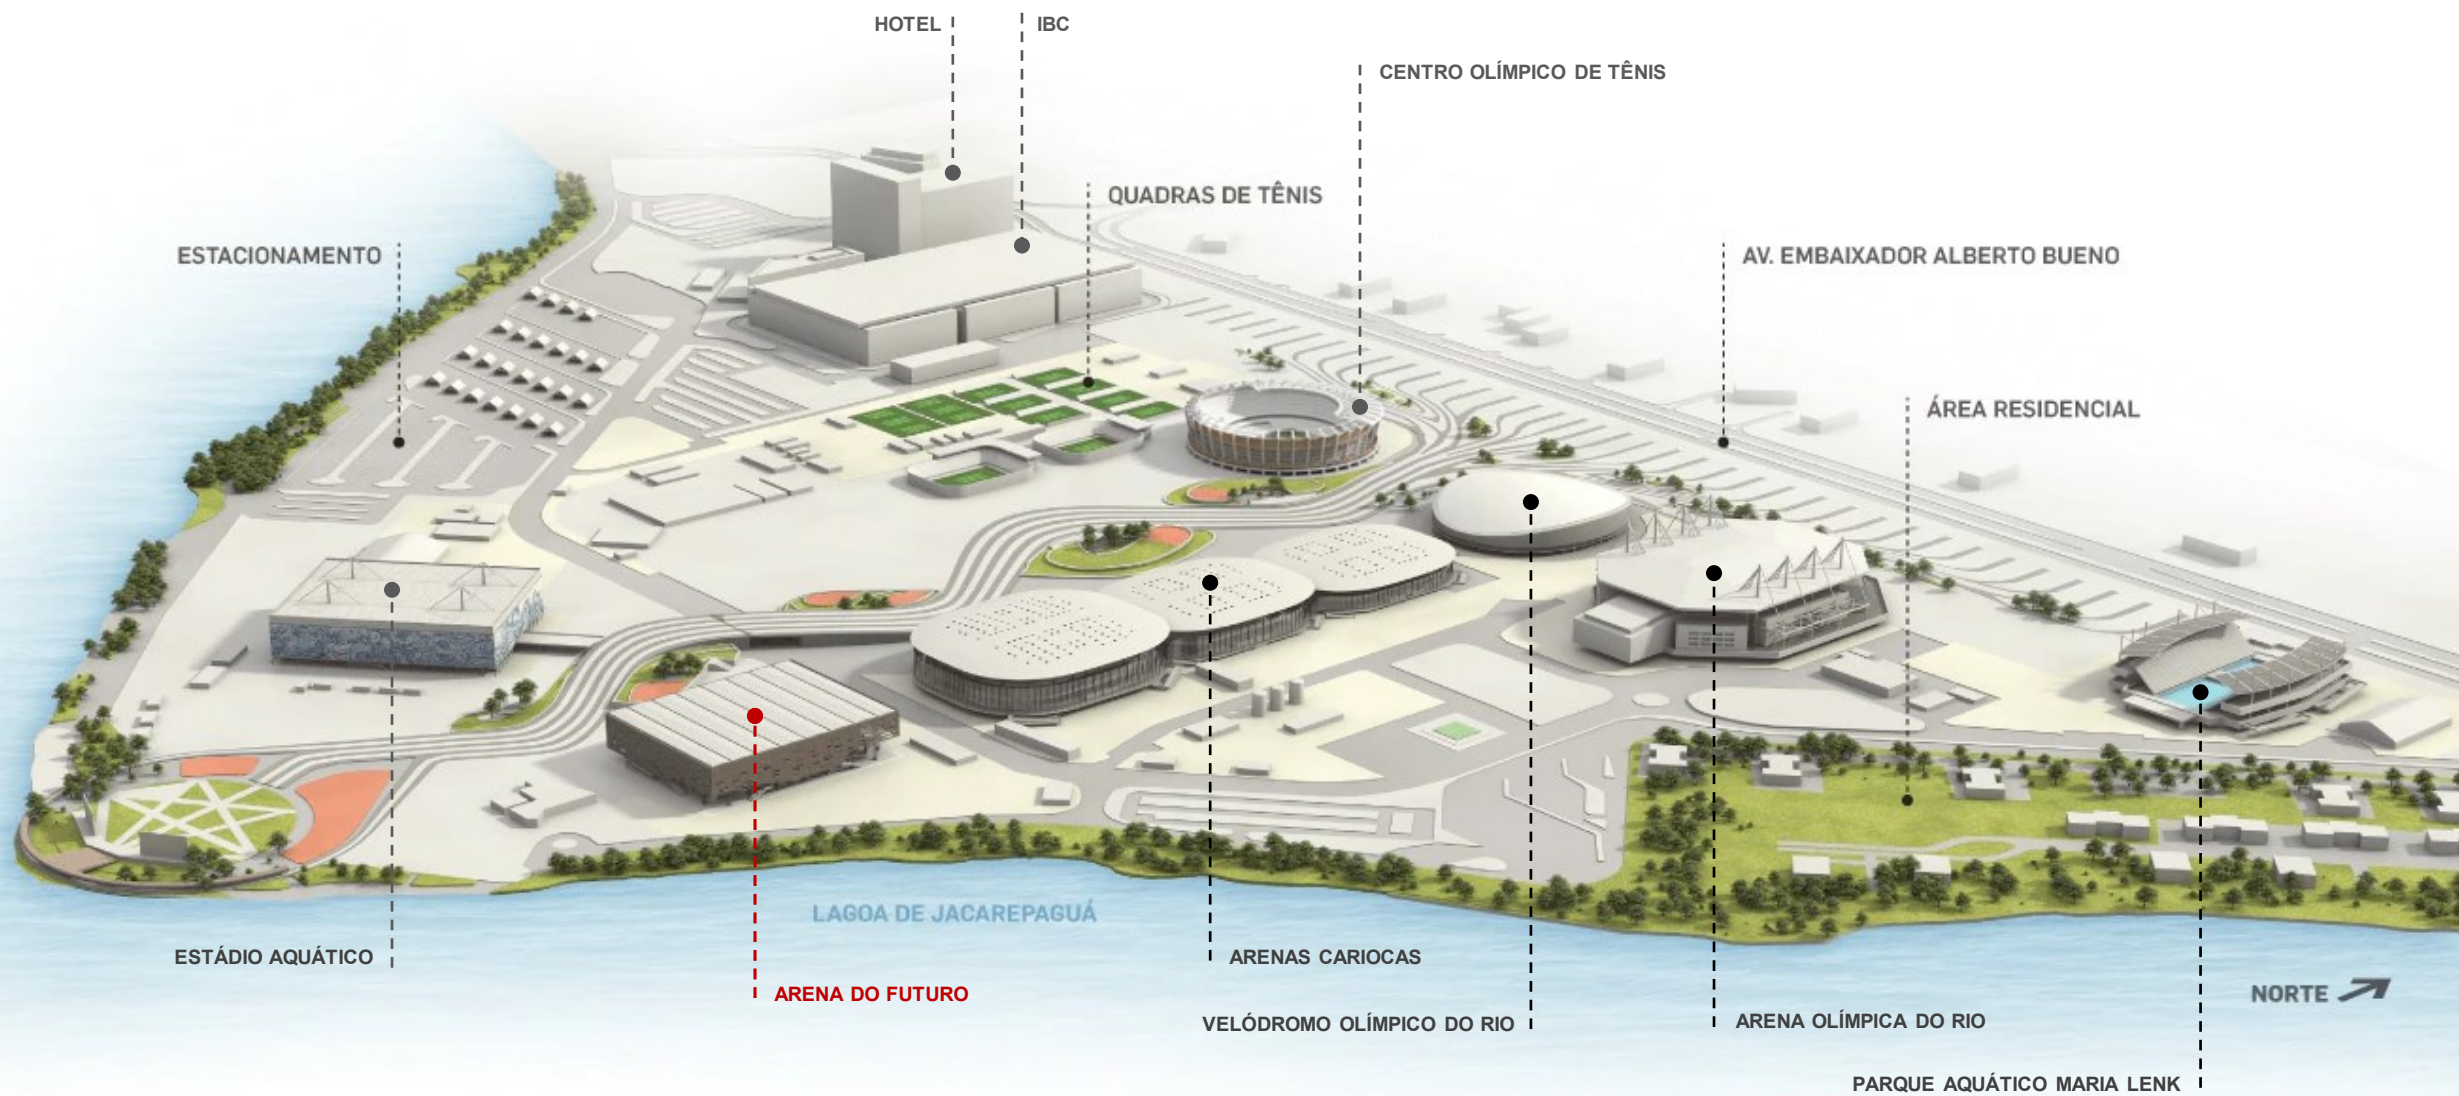 HOTEL
IBC
CENTRO OLÍMPICO DE TÊNIS
QUADRAS DE TÊNIS
ESTACIONAMENTO
AV. EMBAIXADOR ALBERTO BUENO
ÁREA RESIDENCIAL
LAGOA DE JACAREPAGUÁ
ESTÁDIO AQUÁTICO
ARENAS CARIOCAS
ARENA DO FUTURO
NORTE
VELÓDROMO OLÍMPICO DO RIO
ARENA OLÍMPICA DO RIO
PARQUE AQUÁTICO MARIA LENK